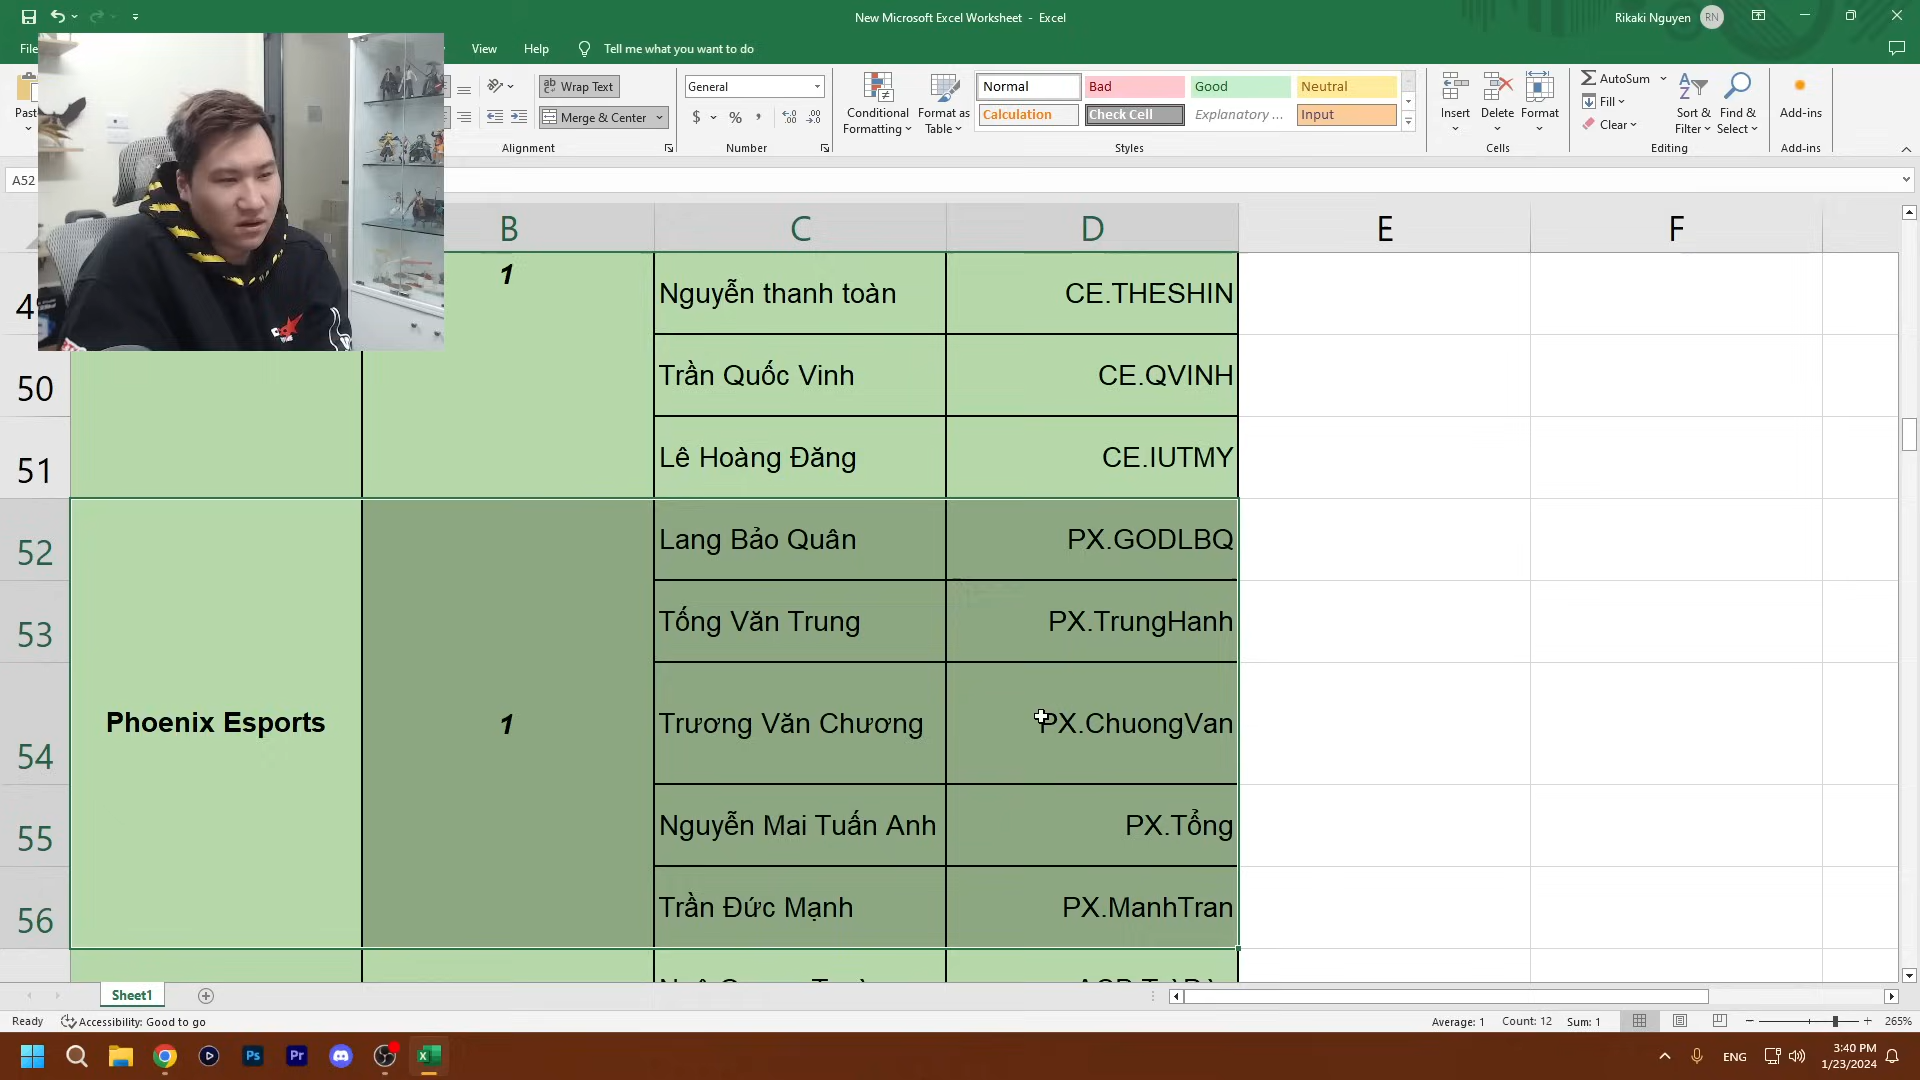 New Microsoft Excel Worksheet - Excel
Rikaki Nguyen RN
File
View Help Tell me what you want to do
Paste
Wrap Text
Merge & Center
Alignment
General
$ % ,
Number
Conditional Formatting
Format as Table
Normal Bad Good Neutral
Calculation Check Cell Explanatory ... Input
Styles
Insert Delete Format
Cells
AutoSum
Fill
Clear
Sort & Filter
Find & Select
Editing
Add-ins
Add-ins
A52
B C D E F
1 Nguyễn thanh toàn CE.THESHIN
50 Trần Quốc Vinh CE.QVINH
51 Lê Hoàng Đăng CE.IUTMY
52 Lang Bảo Quân PX.GODLBQ
53 Tống Văn Trung PX.TrungHanh
54 Phoenix Esports 1 Trương Văn Chương PX.ChuongVan
55 Nguyễn Mai Tuấn Anh PX.Tổng
56 Trần Đức Mạnh PX.ManhTran
Sheet1
Ready Accessibility: Good to go Average: 1 Count: 12 Sum: 1 265%
Ps Pr ENG 3:40 PM
1/23/2024